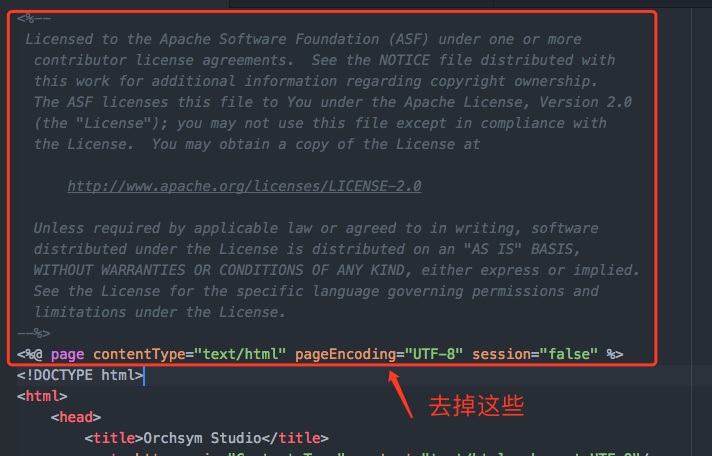 <%--
 Licensed to the Apache Software Foundation (ASF) under one or more
  contributor license agreements.  See the NOTICE file distributed with
  this work for additional information regarding copyright ownership.
  The ASF licenses this file to You under the Apache License, Version 2.0
  (the "License"); you may not use this file except in compliance with
  the License.  You may obtain a copy of the License at
      http://www.apache.org/licenses/LICENSE-2.0
  Unless required by applicable law or agreed to in writing, software
  distributed under the License is distributed on an "AS IS" BASIS,
  WITHOUT WARRANTIES OR CONDITIONS OF ANY KIND, either express or implied.
  See the License for the specific language governing permissions and
  limitations under the License.
--%>
<%@ page contentType="text/html" pageEncoding="UTF-8" session="false" %>
<!DOCTYPE html>
<html>
去掉这些
    <head>
        <title>Orchsym Studio</title>